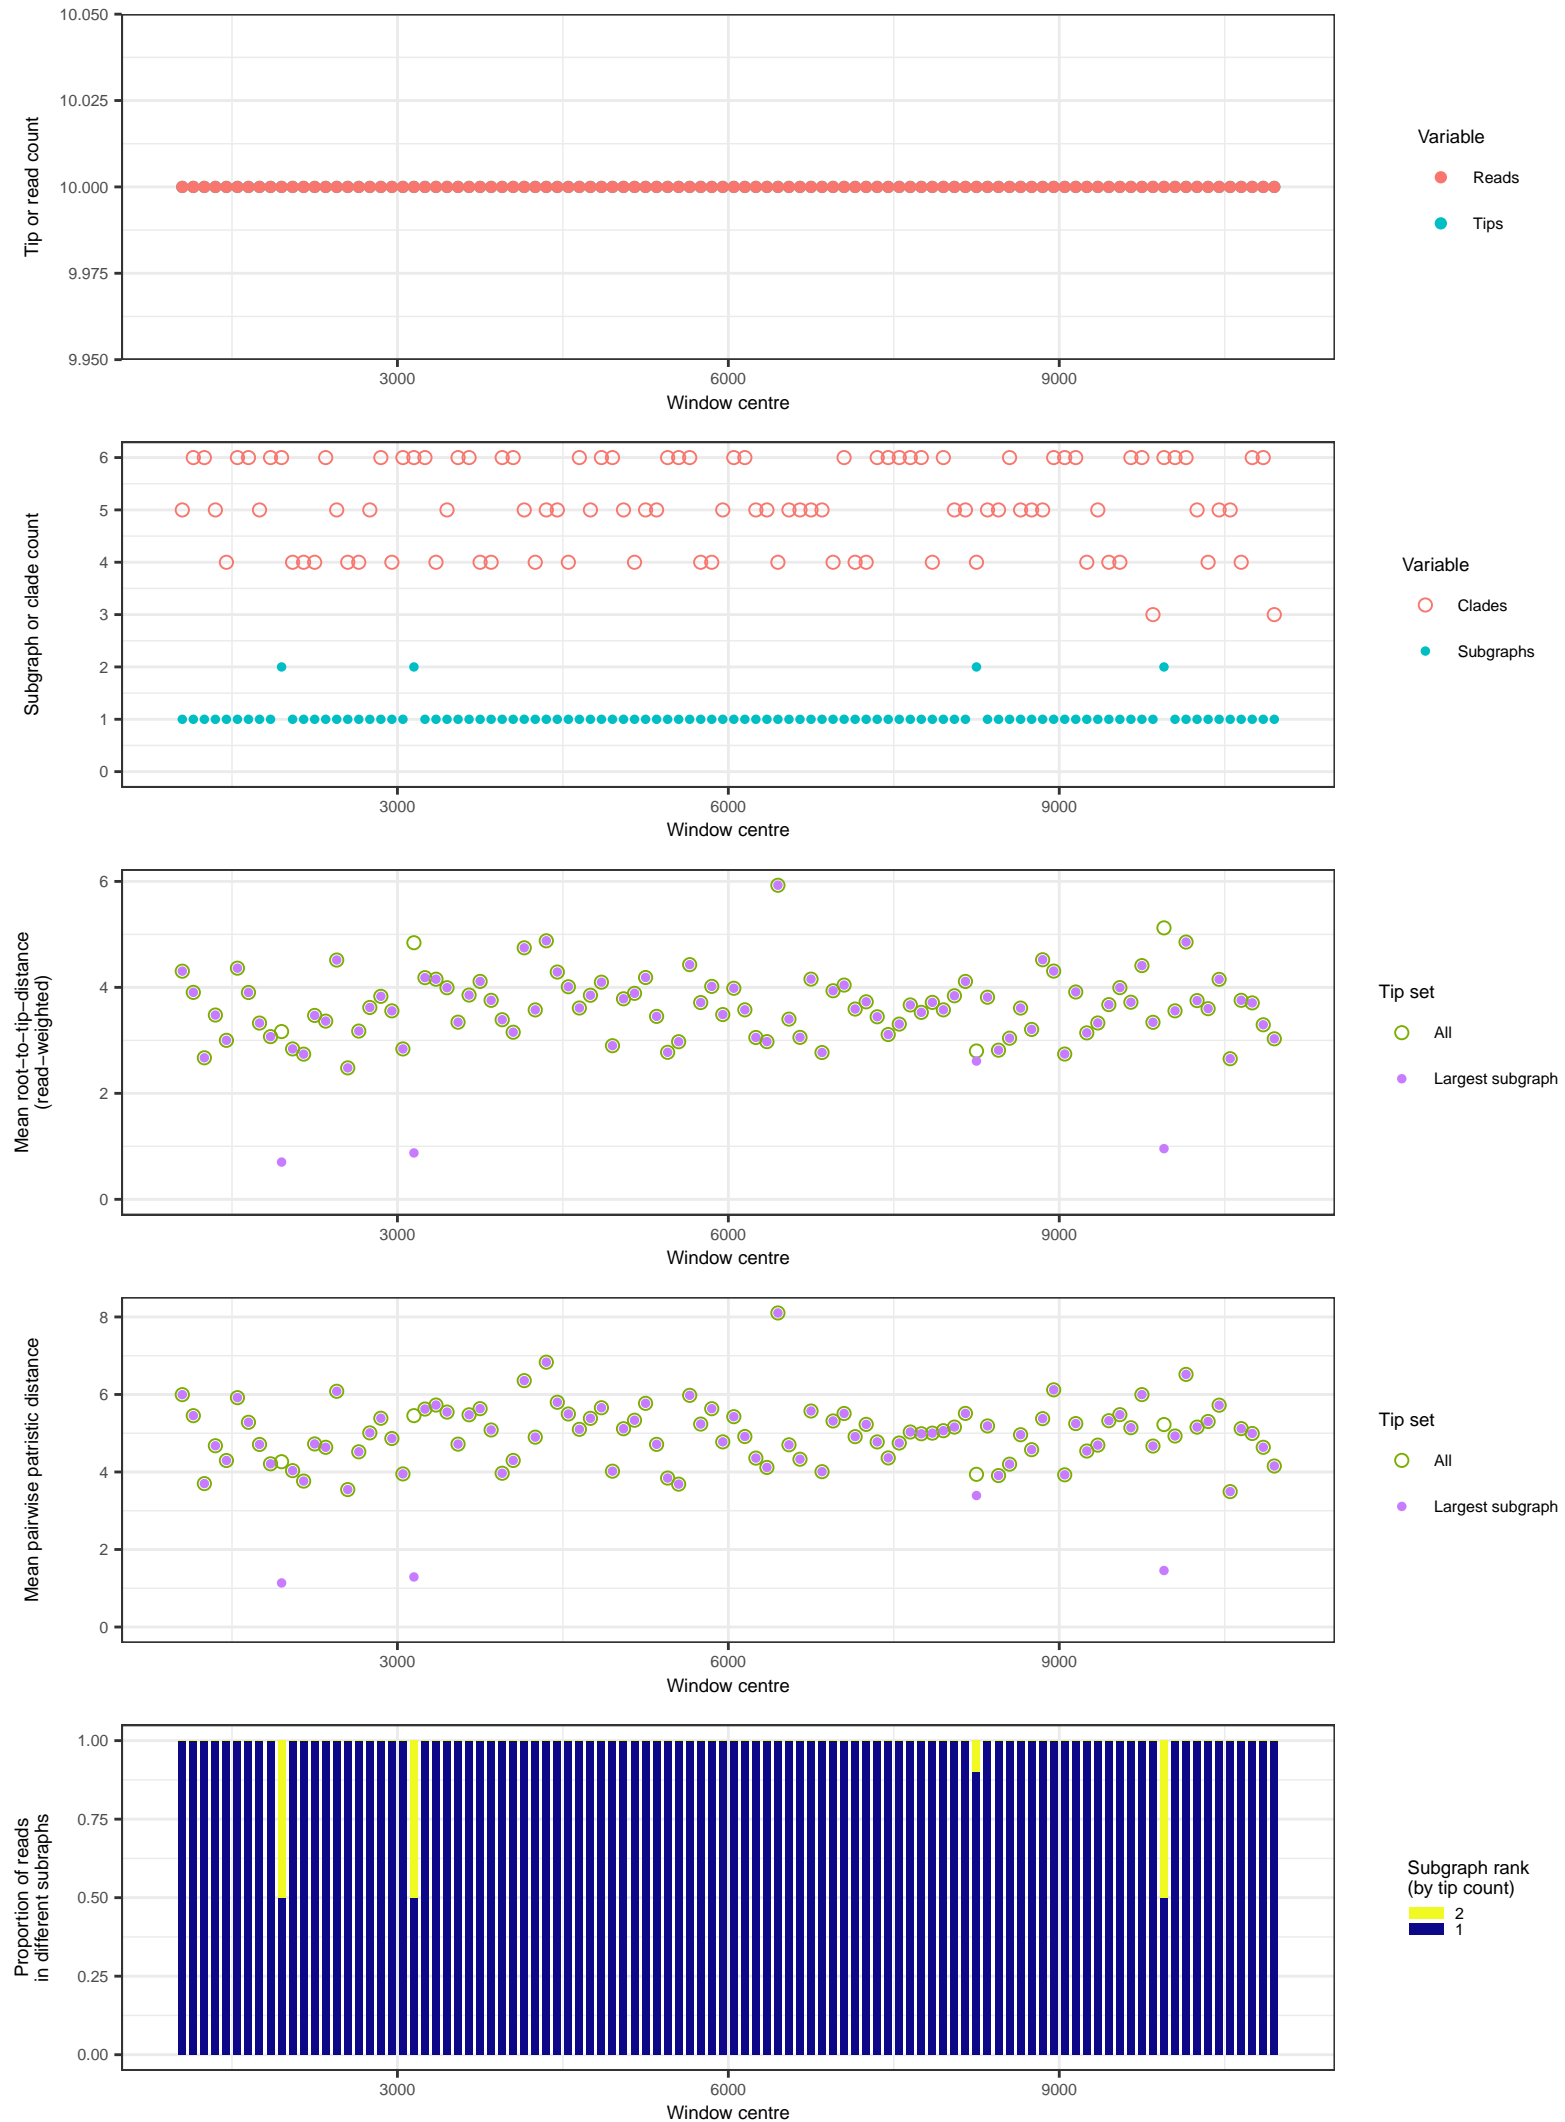 10.050
10.025
10.000
9.975
9.950
Tip or read count
3000 6000 9000
Window centre
Variable
Reads
Tips
6
5
4
3
2
1
0
Subgraph or clade count
3000 6000 9000
Window centre
Variable
Clades
Subgraphs
6
4
2
0
Mean root−to−tip−distance
(read−weighted)
3000 6000 9000
Window centre
Tip set
All
Largest subgraph
8
6
4
2
0
Mean pairwise patristic distance
3000 6000 9000
Window centre
Tip set
All
Largest subgraph
1.00
0.75
0.50
0.25
0.00
Proportion of reads
in different subraphs
3000 6000 9000
Window centre
Subgraph rank
(by tip count)
2
1